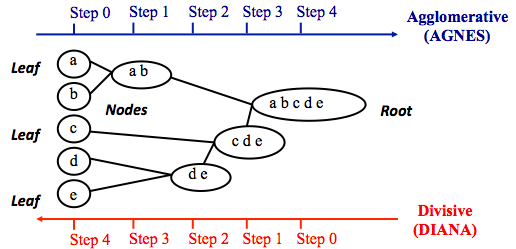 Step 0 Step 1 Step 2 Step 3 Step 4
Agglomerative
(AGNES)
Leaf
a
a b
b
Nodes
a b c d e
Root
Leaf
c
c d e
d
d e
Leaf
e
Divisive
(DIANA)
Step 4 Step 3 Step 2 Step 1 Step 0